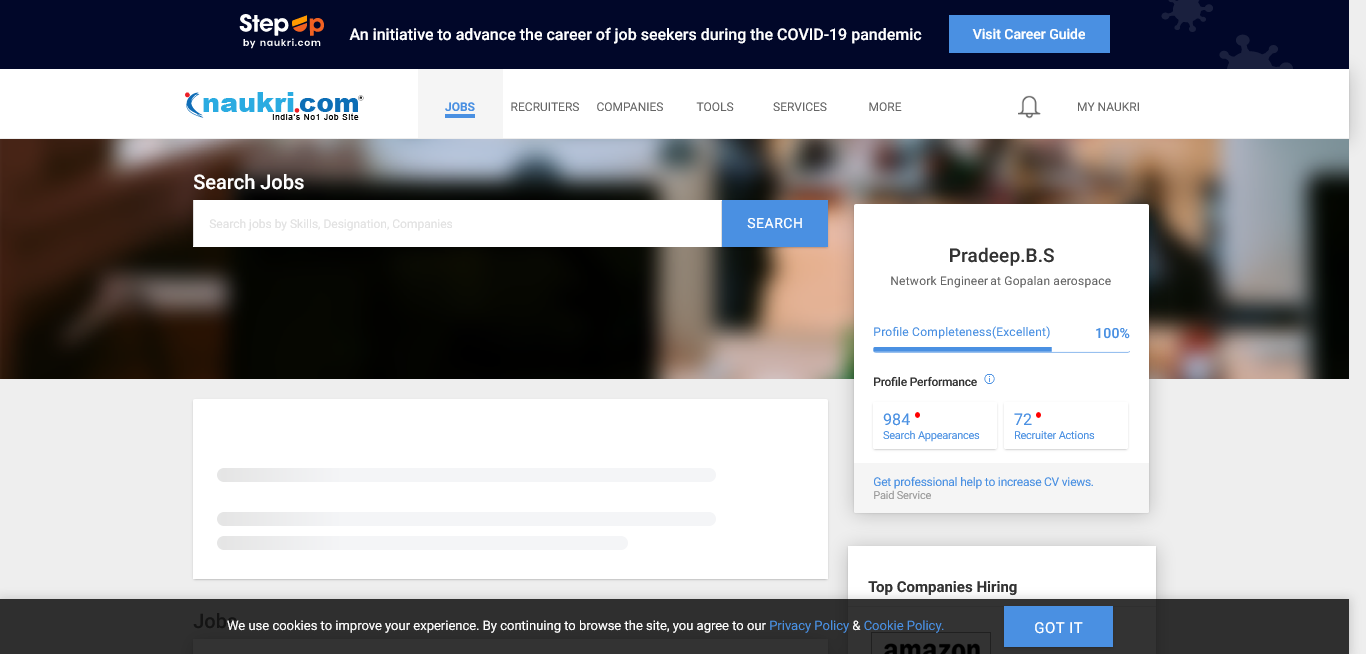 Step up
by naukri.com
An initiative to advance the career of job seekers during the COVID-19 pandemic
Visit Career Guide
naukri.com
India's No1 Job Site
JOBS
RECRUITERS
COMPANIES
TOOLS
SERVICES
MORE
MY NAUKRI
Search Jobs
Search jobs by Skills, Designation, Companies
SEARCH
Pradeep.B.S
Network Engineer at Gopalan aerospace
Profile Completeness(Excellent)
100%
Profile Performance
984
Search Appearances
72
Recruiter Actions
Get professional help to increase CV views.
Paid Service
Top Companies Hiring
Jobs
We use cookies to improve your experience. By continuing to browse the site, you agree to our Privacy Policy & Cookie Policy.
GOT IT
amazon